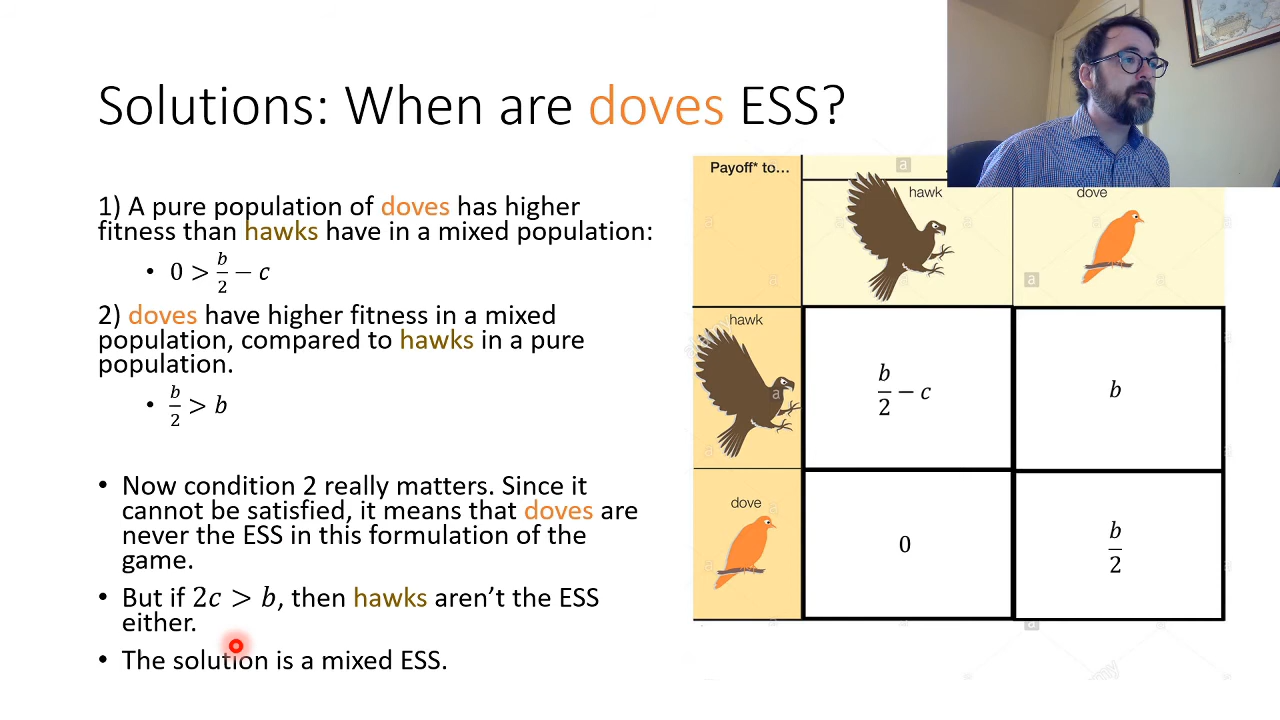 Solutions: When are doves ESS?
1) A pure population of doves has higher
fitness than hawks have in a mixed population:
• 0 > b/2 − c
2) doves have higher fitness in a mixed
population, compared to hawks in a pure
population.
• b/2 > b
• Now condition 2 really matters. Since it
cannot be satisfied, it means that doves are
never the ESS in this formulation of the
game.
• But if 2c > b, then hawks aren’t the ESS
either.
• The solution is a mixed ESS.
Payoff* to...
a
hawk
dove
a
hawk
a
b/2 − c
b
dove
0
b/2
a